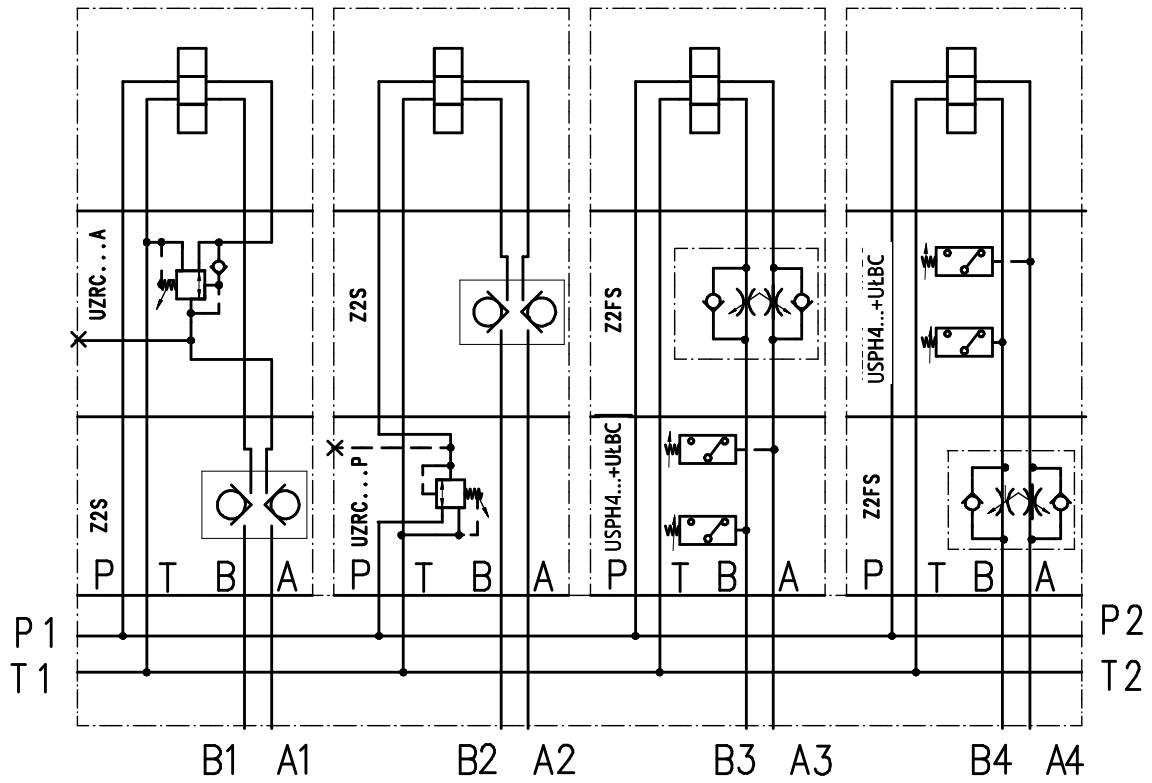 UZRC...A
Z2S
Z2FS
USPH4...+UŁBC
Z2S
UZRC...P
USPH4...+UŁBC
Z2FS
P T B A
P T B A
P T B A
P T B A
P1 P2
T1 T2
B1 A1 B2 A2 B3 A3 B4 A4